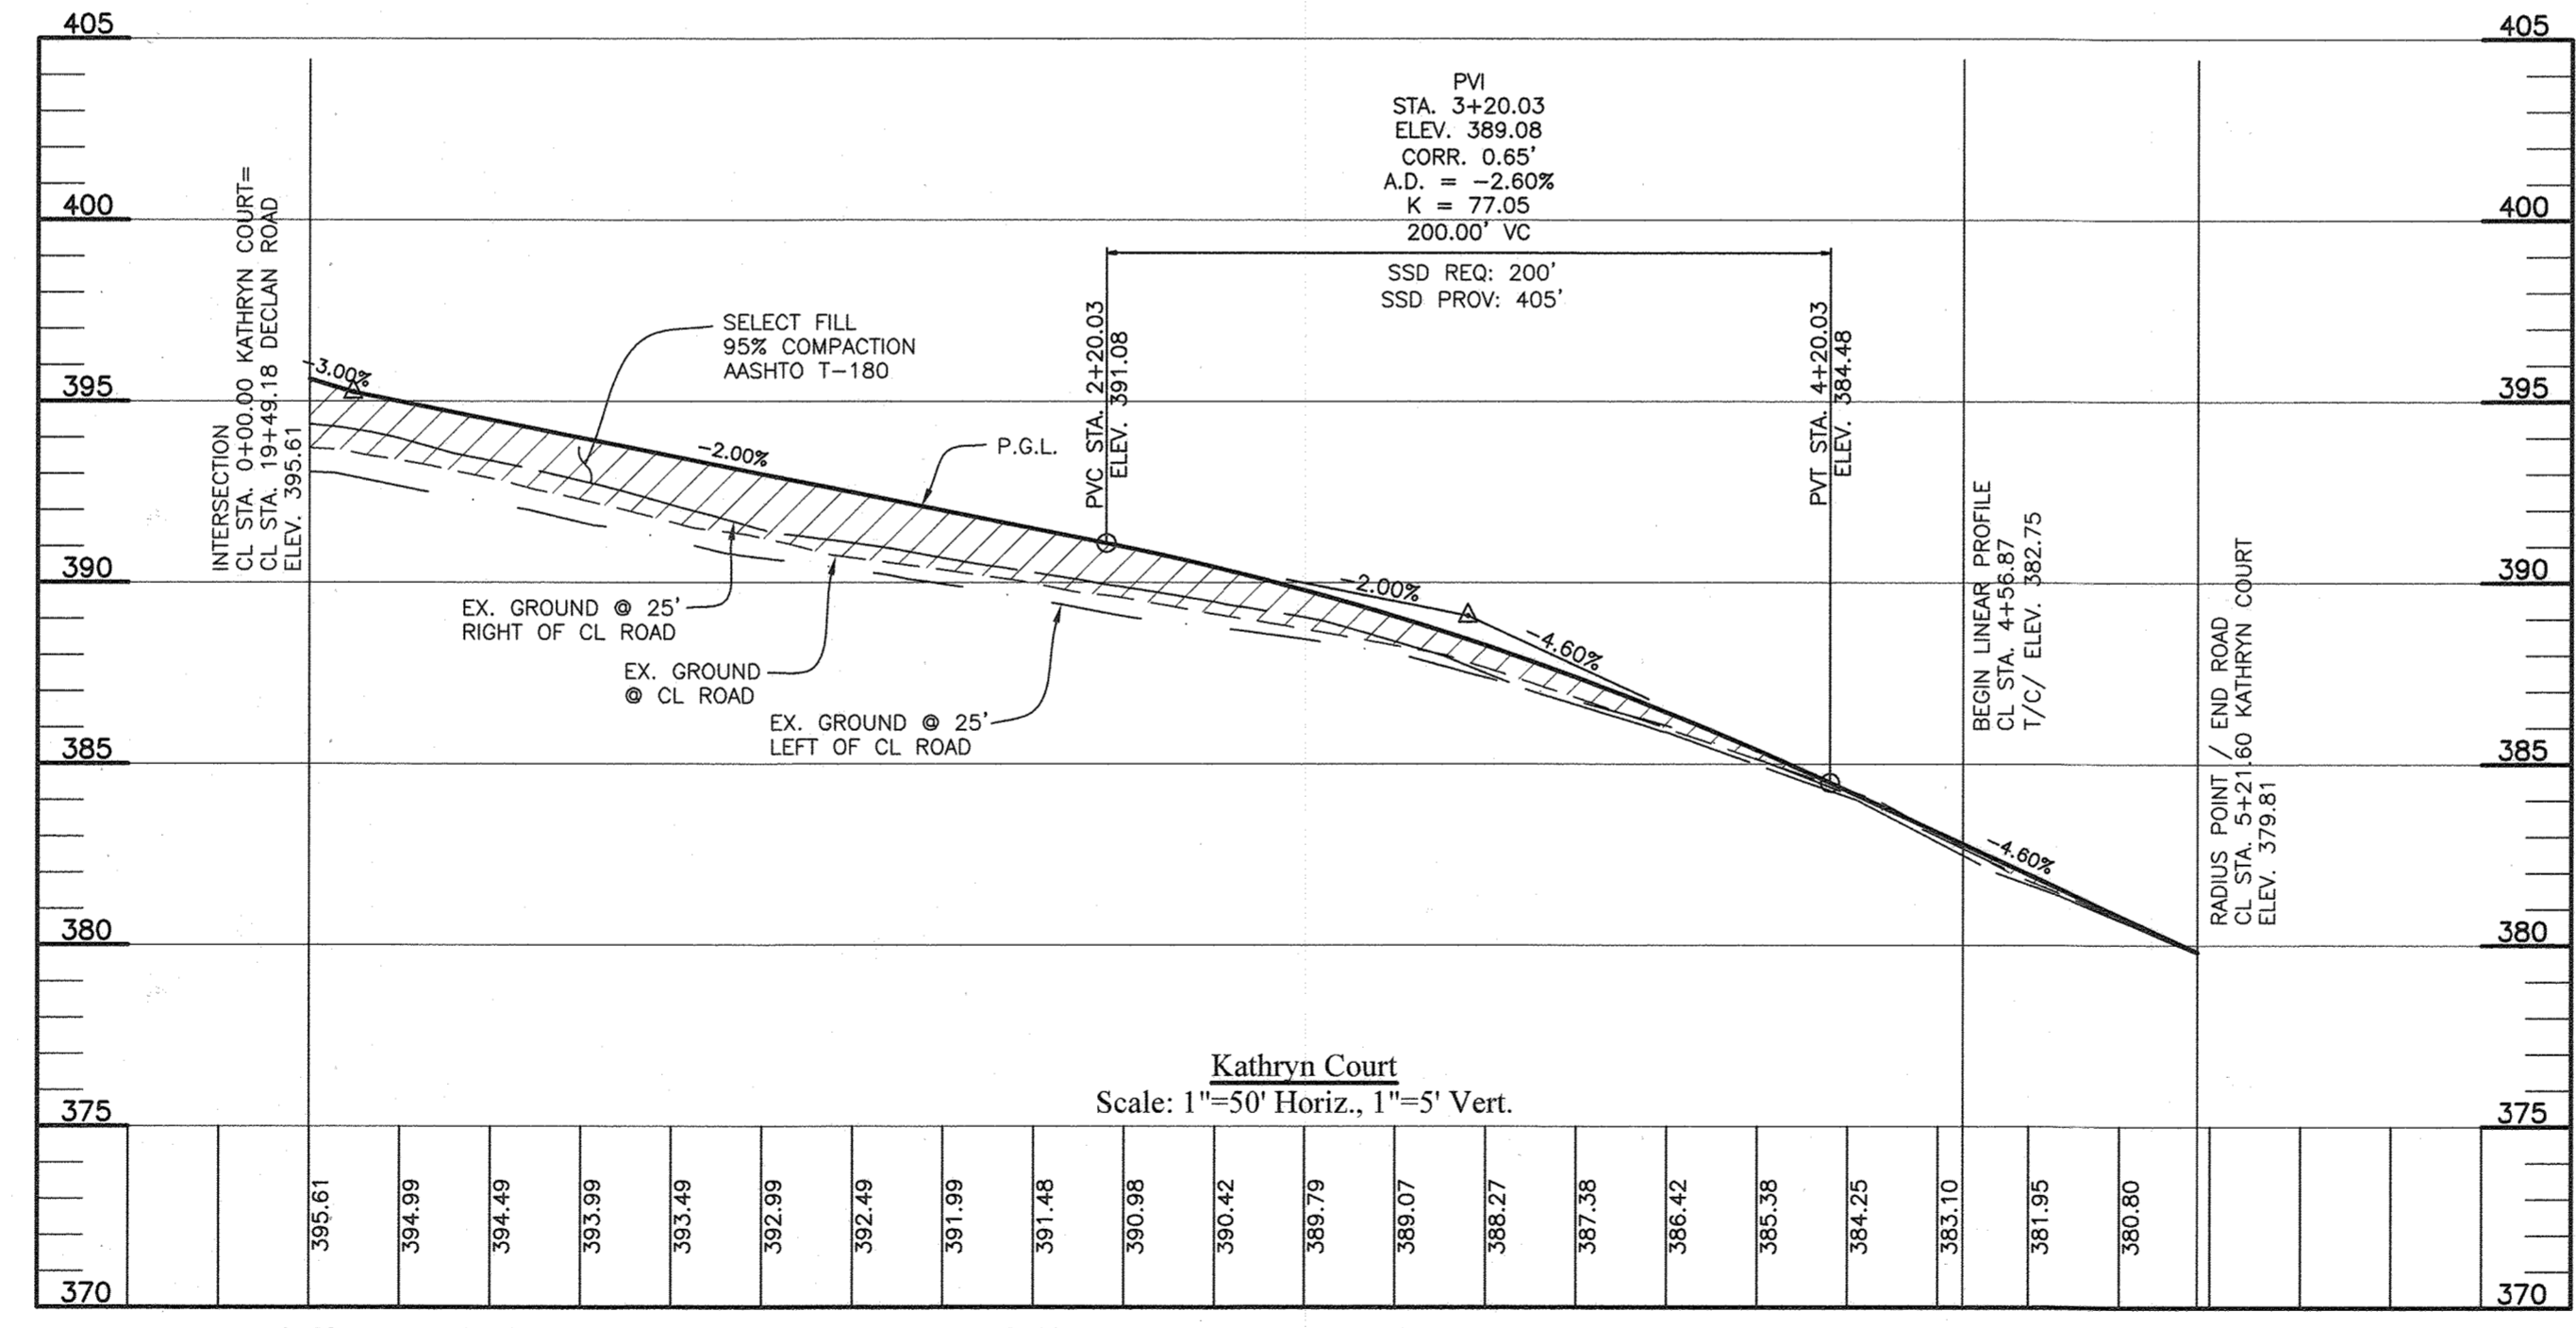 405
400
395
390
385
380
375
370
405
400
395
390
385
380
375
370
INTERSECTION
CL STA. 0+00.00 KATHRYN COURT=
CL STA. 19+49.18 DECLAN ROAD
ELEV. 395.61
-3.00%
SELECT FILL
95% COMPACTION
AASHTO T-180
-2.00%
P.G.L.
EX. GROUND @ 25'
RIGHT OF CL ROAD
EX. GROUND
@ CL ROAD
EX. GROUND @ 25'
LEFT OF CL ROAD
PVC STA. 2+20.03
ELEV. 391.08
PVI
STA. 3+20.03
ELEV. 389.08
CORR. 0.65'
A.D. = -2.60%
K = 77.05
200.00' VC
SSD REQ: 200'
SSD PROV: 405'
-2.00%
-4.60%
PVT STA. 4+20.03
ELEV. 384.48
BEGIN LINEAR PROFILE
CL STA. 4+56.87
T/C/ ELEV. 382.75
-4.60%
RADIUS POINT / END ROAD
CL STA. 5+21.60 KATHRYN COURT
ELEV. 379.81
Kathryn Court
Scale: 1"=50' Horiz., 1"=5' Vert.
395.61
394.99
394.49
393.99
393.49
392.99
392.49
391.99
391.48
390.98
390.42
389.79
389.07
388.27
387.38
386.42
385.38
384.25
383.10
381.95
380.80